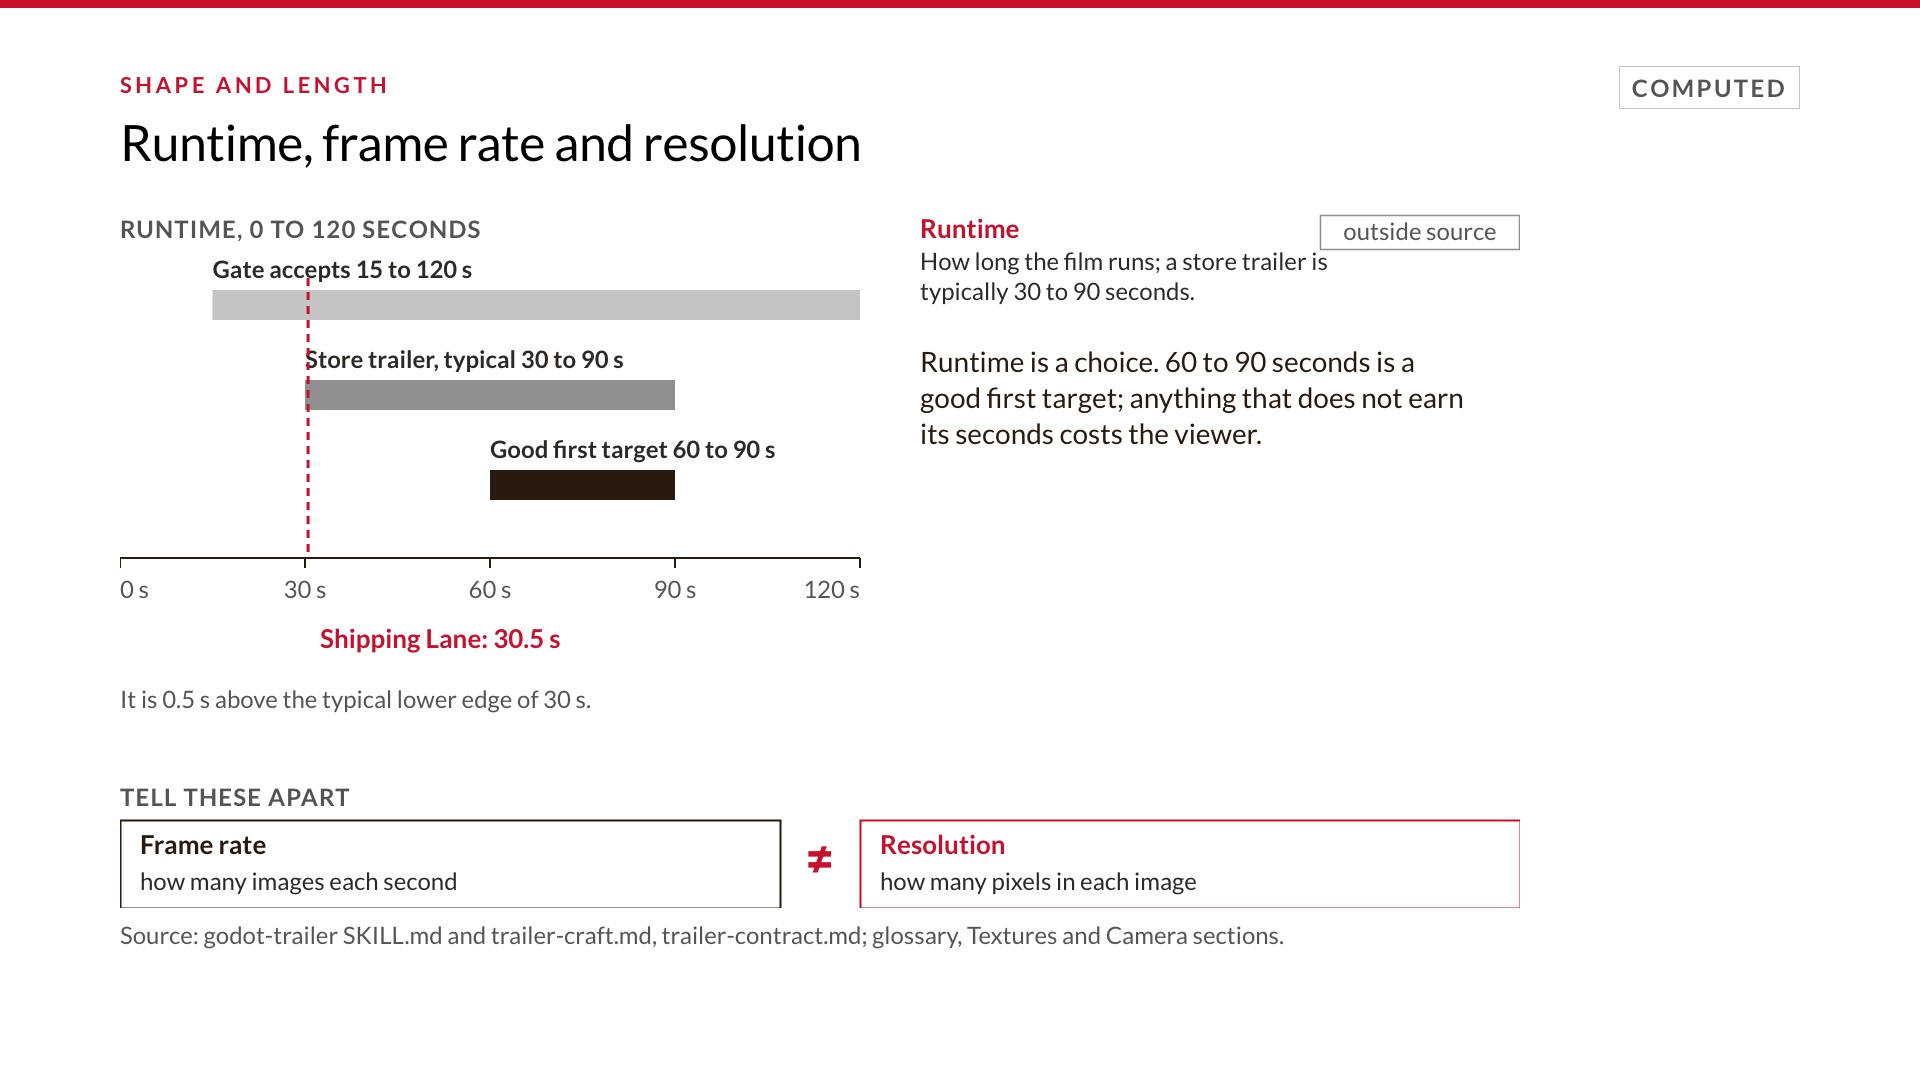 SHAPE AND LENGTH
COMPUTED
Runtime, frame rate and resolution
RUNTIME, 0 TO 120 SECONDS
Gate accepts 15 to 120 s
Store trailer, typical 30 to 90 s
Good first target 60 to 90 s
0 s
30 s
60 s
90 s
120 s
Shipping Lane: 30.5 s
It is 0.5 s above the typical lower edge of 30 s.
Runtime
outside source
How long the film runs; a store trailer is
typically 30 to 90 seconds.
Runtime is a choice. 60 to 90 seconds is a
good first target; anything that does not earn
its seconds costs the viewer.
TELL THESE APART
Frame rate
how many images each second
≠
Resolution
how many pixels in each image
Source: godot-trailer SKILL.md and trailer-craft.md, trailer-contract.md; glossary, Textures and Camera sections.